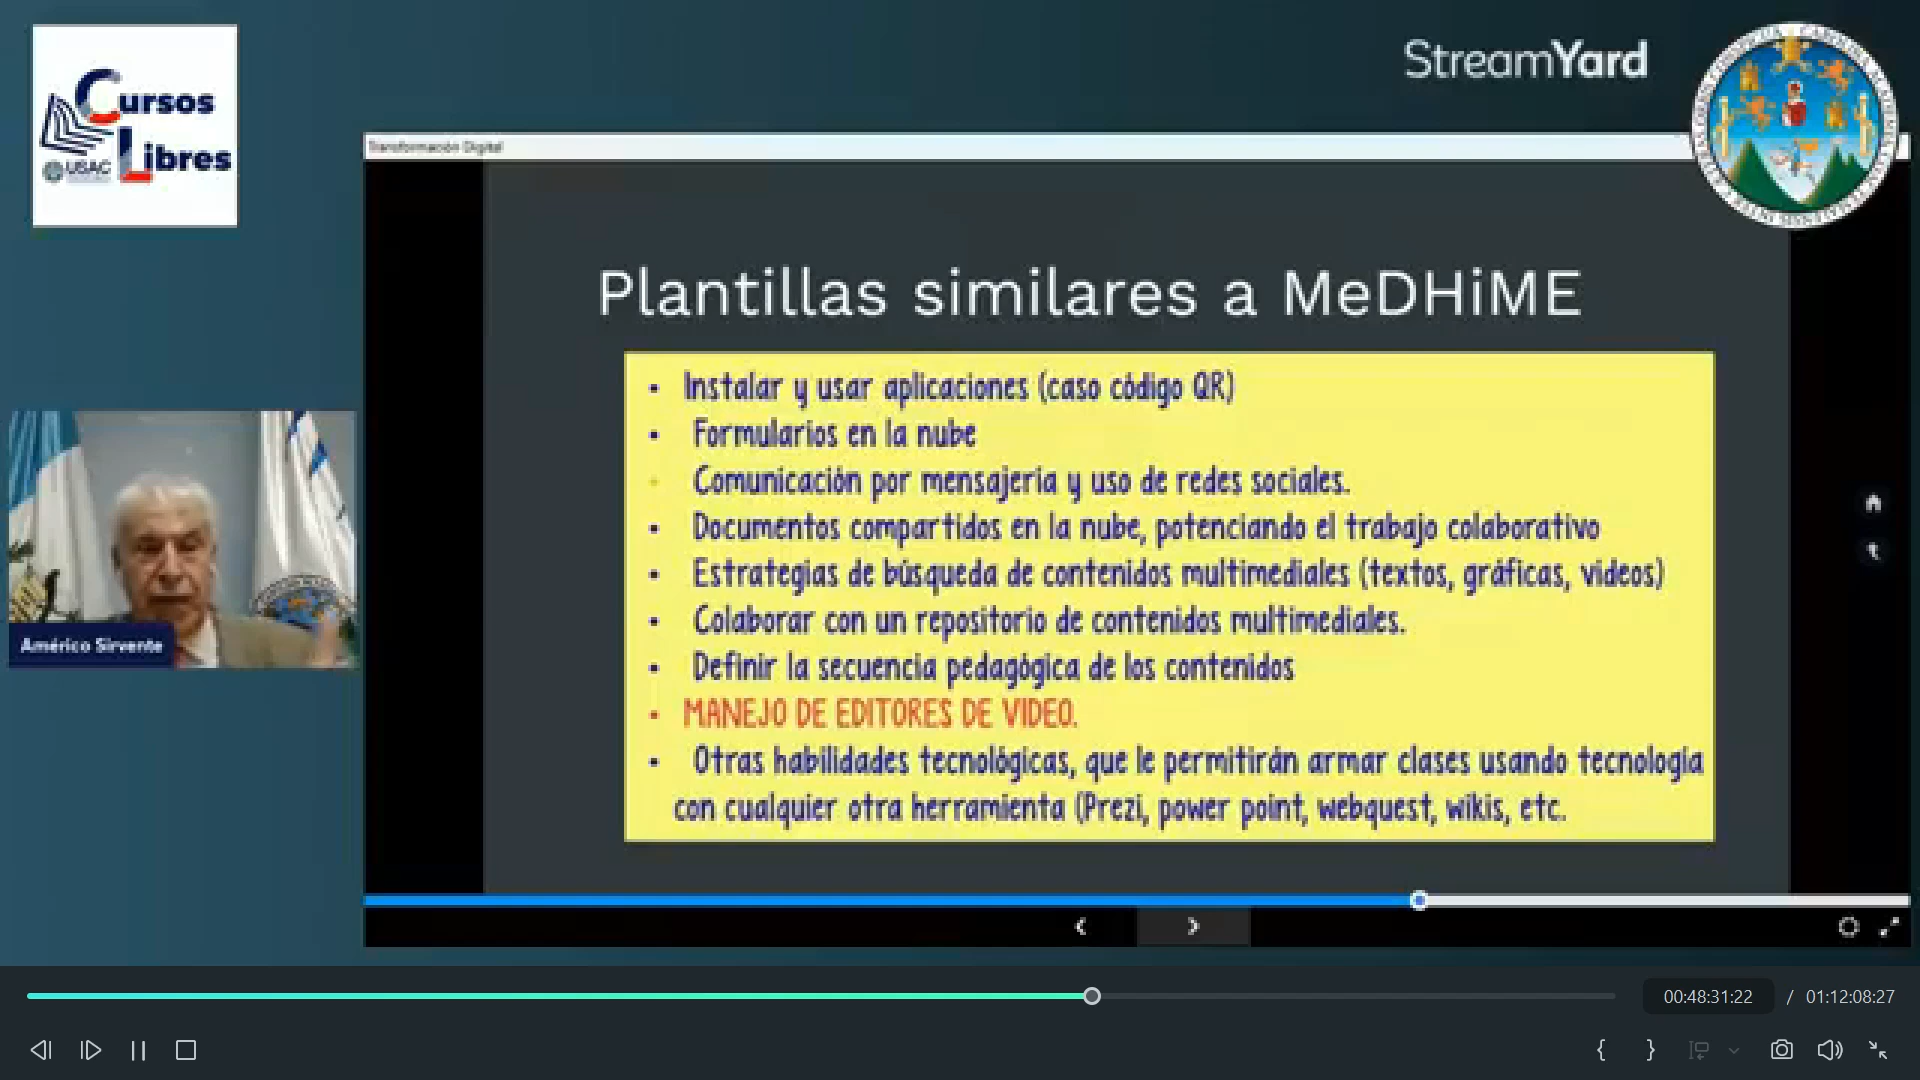 Cursos
Libres
USAC
StreamYard
Transformación Digital
Plantillas similares a MeDHiME
• Instalar y usar aplicaciones (caso código QR)
• Formularios en la nube
• Comunicación por mensajería y uso de redes sociales.
• Documentos compartidos en la nube, potenciando el trabajo colaborativo
• Estrategias de búsqueda de contenidos multimediales (textos, gráficas, videos)
• Colaborar con un repositorio de contenidos multimediales.
• Definir la secuencia pedagógica de los contenidos
• MANEJO DE EDITORES DE VIDEO.
• Otras habilidades tecnológicas, que le permitirán armar clases usando tecnología
con cualquier otra herramienta (Prezi, power point, webquest, wikis, etc.
Américo Sirvente
00:48:31:22 / 01:12:08:27